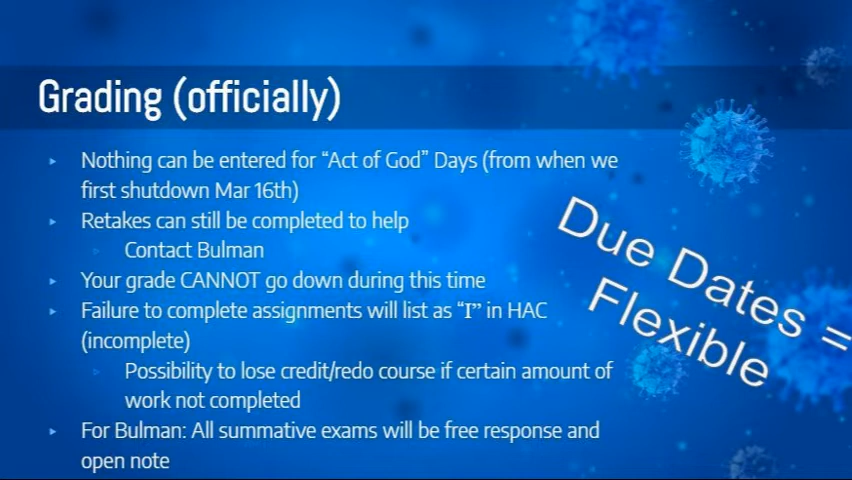 Grading (officially)
Nothing can be entered for “Act of God” Days (from when we
first shutdown Mar 16th)
Retakes can still be completed to help
Contact Bulman
Your grade CANNOT go down during this time
Failure to complete assignments will list as “I” in HAC
(incomplete)
Possibility to lose credit/redo course if certain amount of
work not completed
For Bulman: All summative exams will be free response and
open note
Due Dates =
Flexible